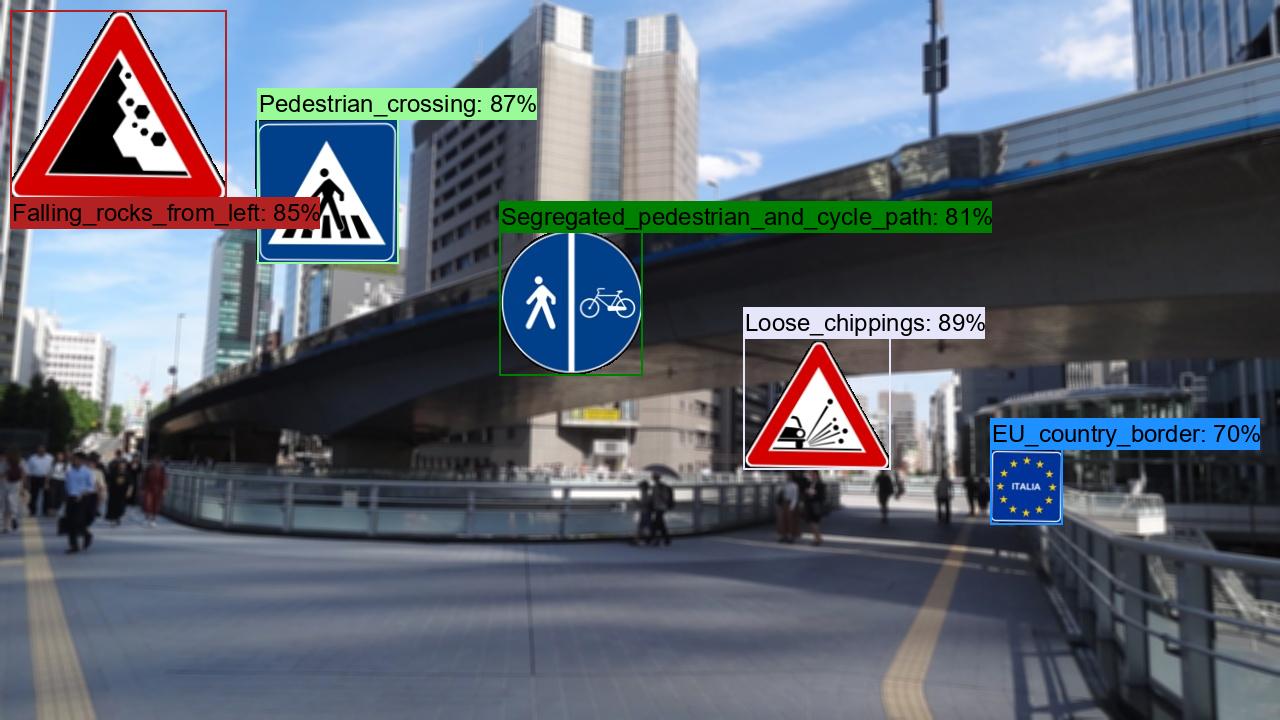 Pedestrian_crossing: 87%
Falling_rocks_from_left: 85%
Segregated_pedestrian_and_cycle_path: 81%
Loose_chippings: 89%
EU_country_border: 70%
ITALIA